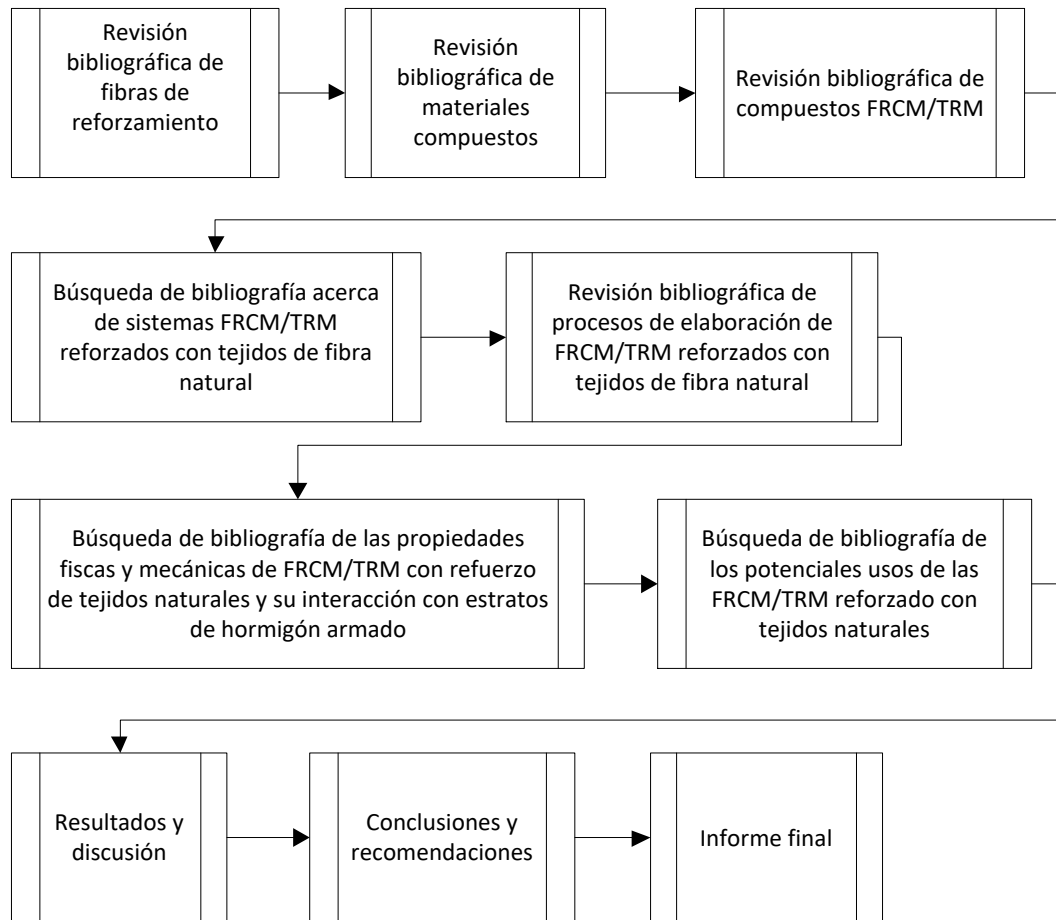 Revisión
bibliográfica de
fibras de
reforzamiento
Revisión
bibliográfica de
materiales
compuestos
Revisión bibliográfica de
compuestos FRCM/TRM
Búsqueda de bibliografía acerca
de sistemas FRCM/TRM
reforzados con tejidos de fibra
natural
Revisión bibliográfica de
procesos de elaboración de
FRCM/TRM reforzados con
tejidos de fibra natural
Búsqueda de bibliografía de las propiedades
fiscas y mecánicas de FRCM/TRM con refuerzo
de tejidos naturales y su interacción con estratos
de hormigón armado
Búsqueda de bibliografía de
los potenciales usos de las
FRCM/TRM reforzado con
tejidos naturales
Resultados y
discusión
Conclusiones y
recomendaciones
Informe final